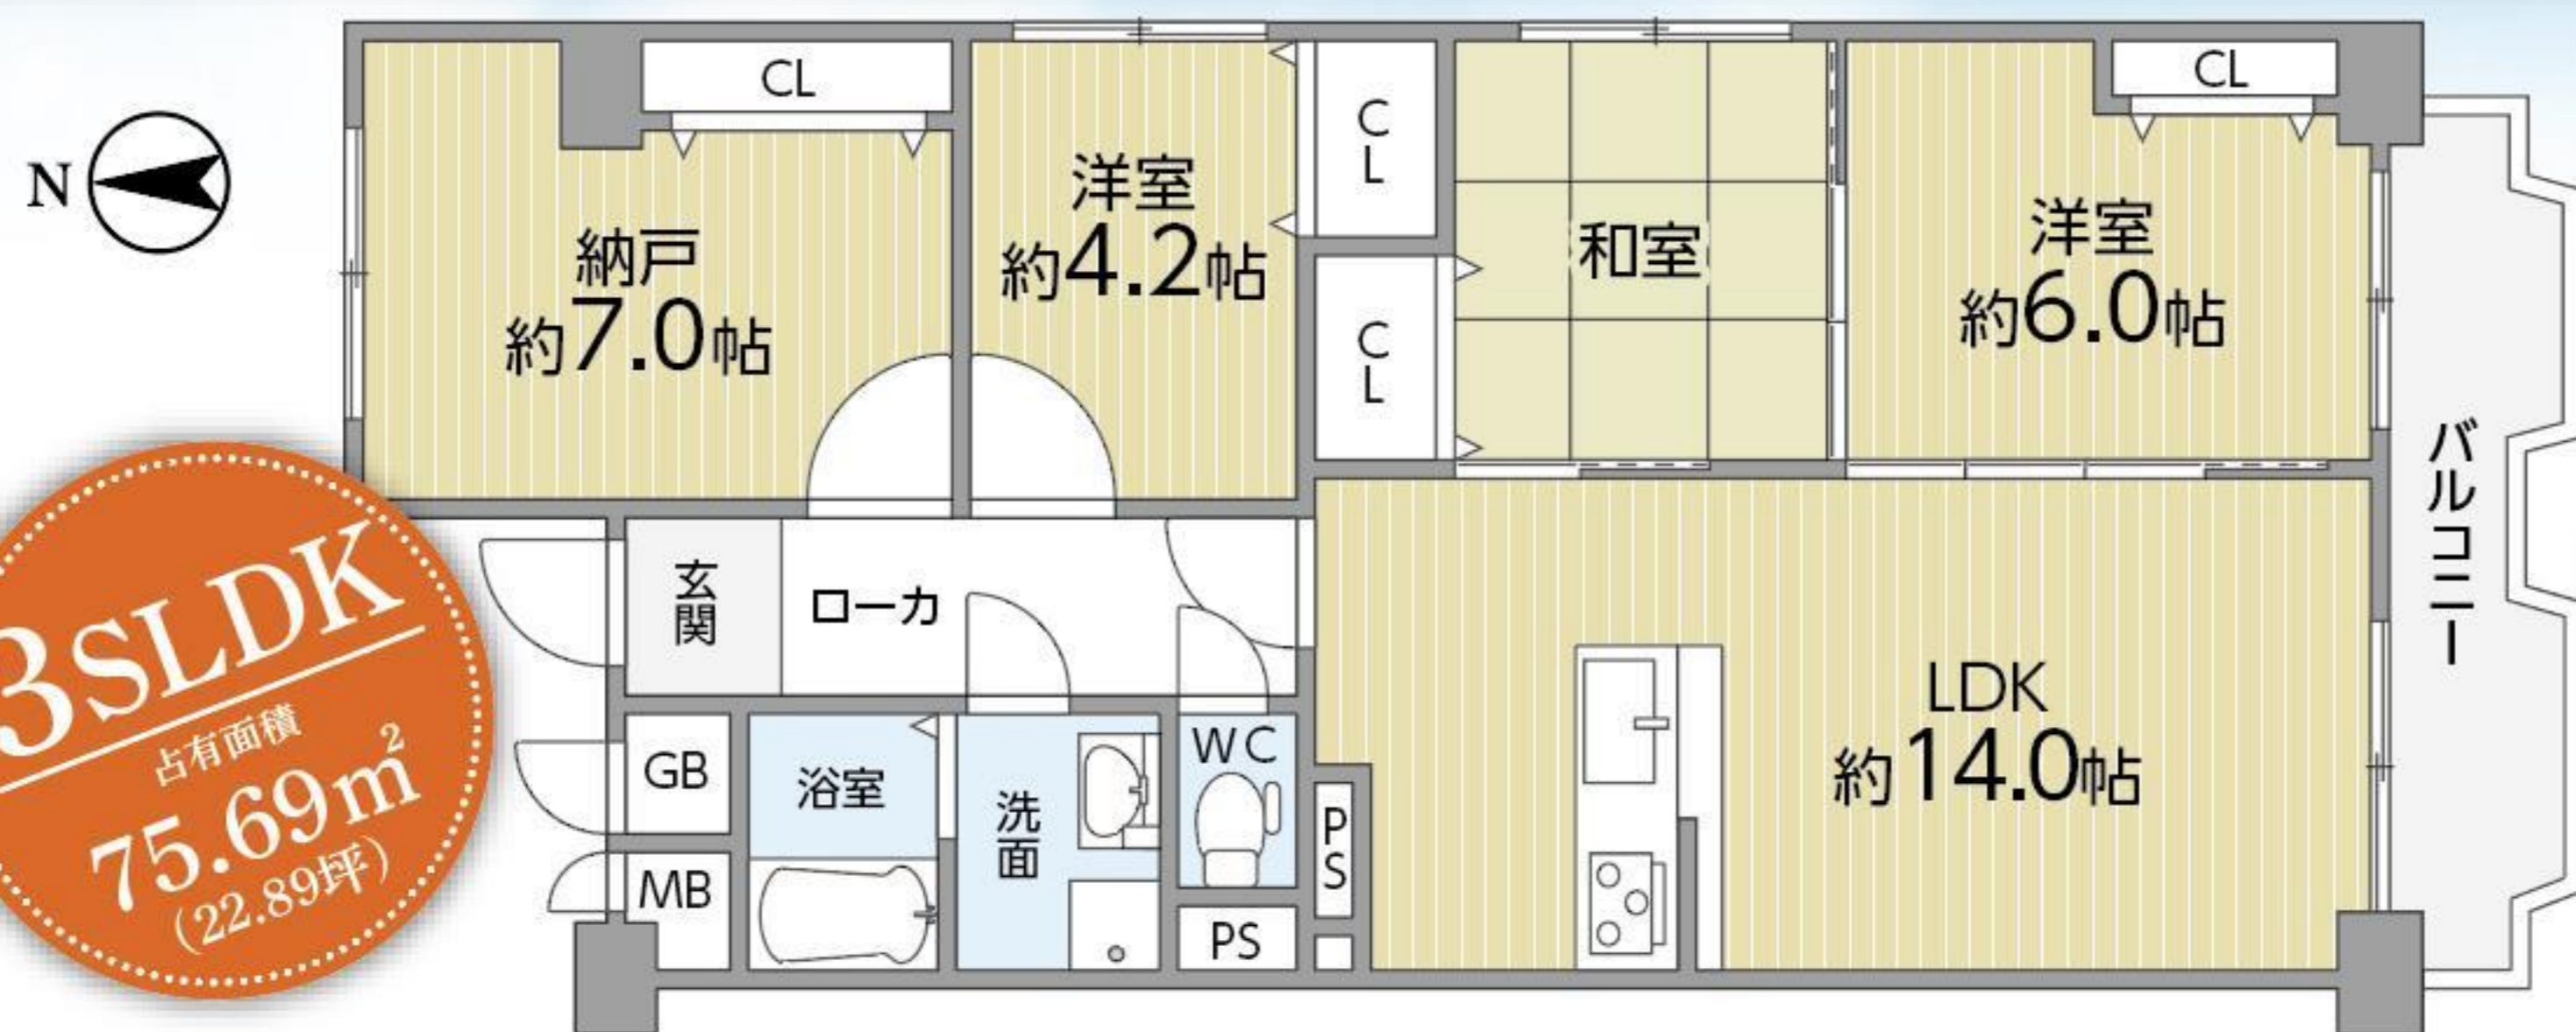 N
CL
納戸
約7.0帖
洋室
約4.2帖
CL
CL
和室
CL
洋室
約6.0帖
バルコニー
3SLDK
占有面積
75.69㎡
(22.89坪)
玄関
ローカ
GB
MB
浴室
洗面
WC
PS
PS
LDK
約14.0帖